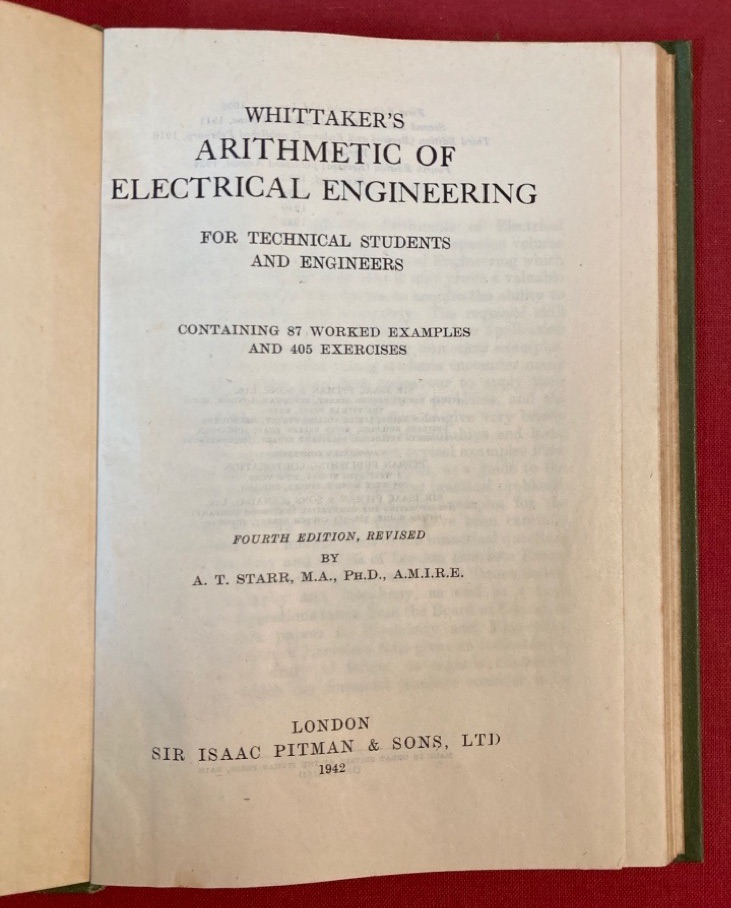 WHITTAKER'S
ARITHMETIC OF
ELECTRICAL ENGINEERING
FOR TECHNICAL STUDENTS
AND ENGINEERS
CONTAINING 87 WORKED EXAMPLES
AND 405 EXERCISES
FOURTH EDITION, REVISED
BY
A. T. STARR, M.A., PH.D., A.M.I.R.E.
LONDON
SIR ISAAC PITMAN & SONS, LTD
1942